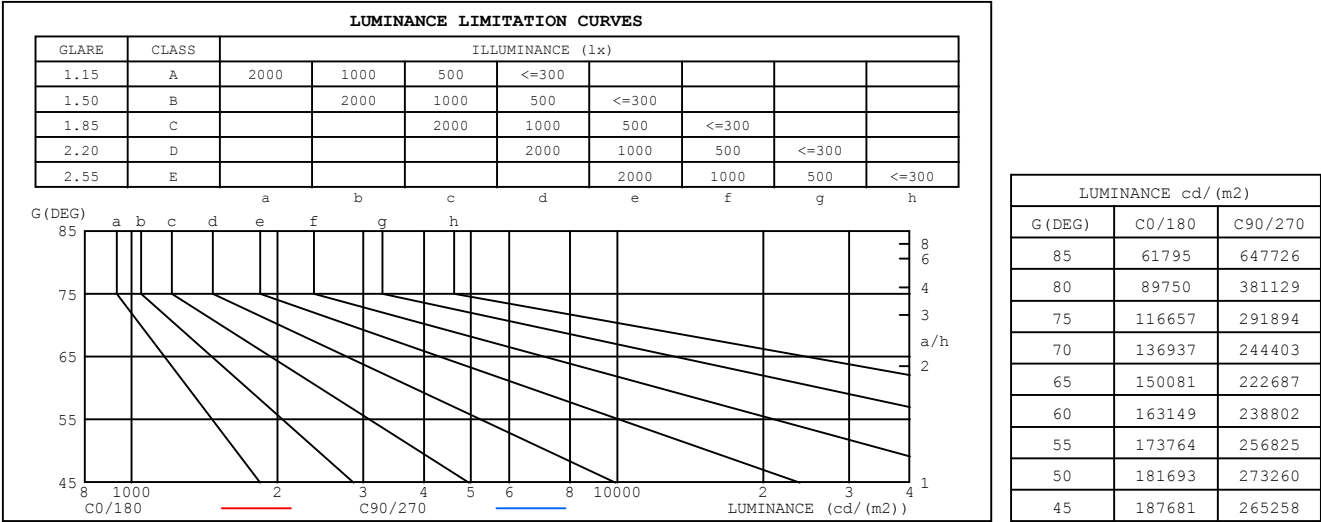 LUMINANCE LIMITATION CURVES
GLARE CLASS ILLUMINANCE (lx)
1.15 A 2000 1000 500 <=300
1.50 B 2000 1000 500 <=300
1.85 C 2000 1000 500 <=300
2.20 D 2000 1000 500 <=300
2.55 E 2000 1000 500 <=300
a b c d e f g h
G(DEG)
a b c d e f g h
85
75
65
55
45
8
6
4
3
a/h
2
1
8 1000 2 3 4 5 6 8 10000 2 3 4
C0/180 C90/270 LUMINANCE (cd/(m2))
LUMINANCE cd/(m2)
G(DEG) C0/180 C90/270
85 61795 647726
80 89750 381129
75 116657 291894
70 136937 244403
65 150081 222687
60 163149 238802
55 173764 256825
50 181693 273260
45 187681 265258